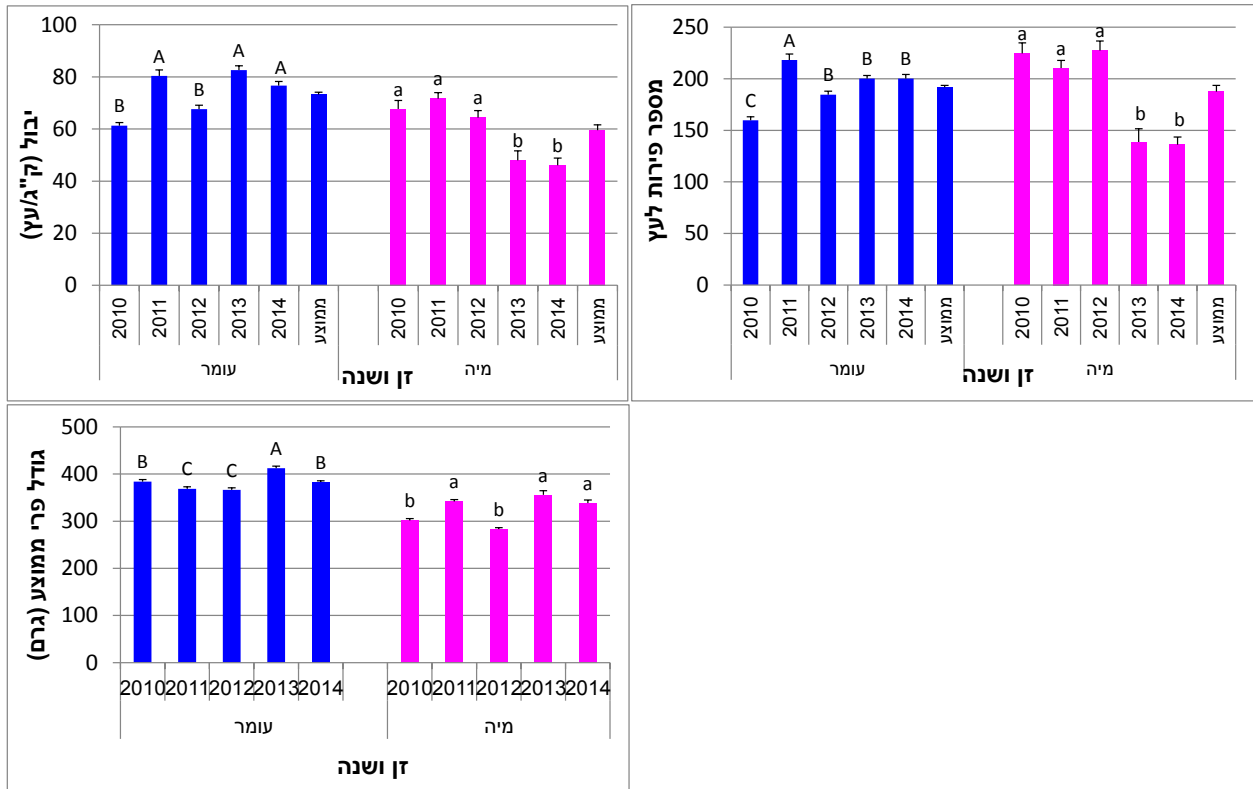 יבול (ק"ג/עץ)
100
80
60
40
20
0
B A B A A a a a b b
2010 2011 2012 2013 2014 ממוצע 2010 2011 2012 2013 2014 ממוצע
עומר מיה
זן ושנה
מספר פירות לעץ
250
200
150
100
50
0
C A B B B a a a b b
2010 2011 2012 2013 2014 ממוצע 2010 2011 2012 2013 2014 ממוצע
עומר מיה
זן ושנה
גודל פרי ממוצע (גרם)
500
400
300
200
100
0
B C C A B b a b a a
2010 2011 2012 2013 2014 2010 2011 2012 2013 2014
עומר מיה
זן ושנה